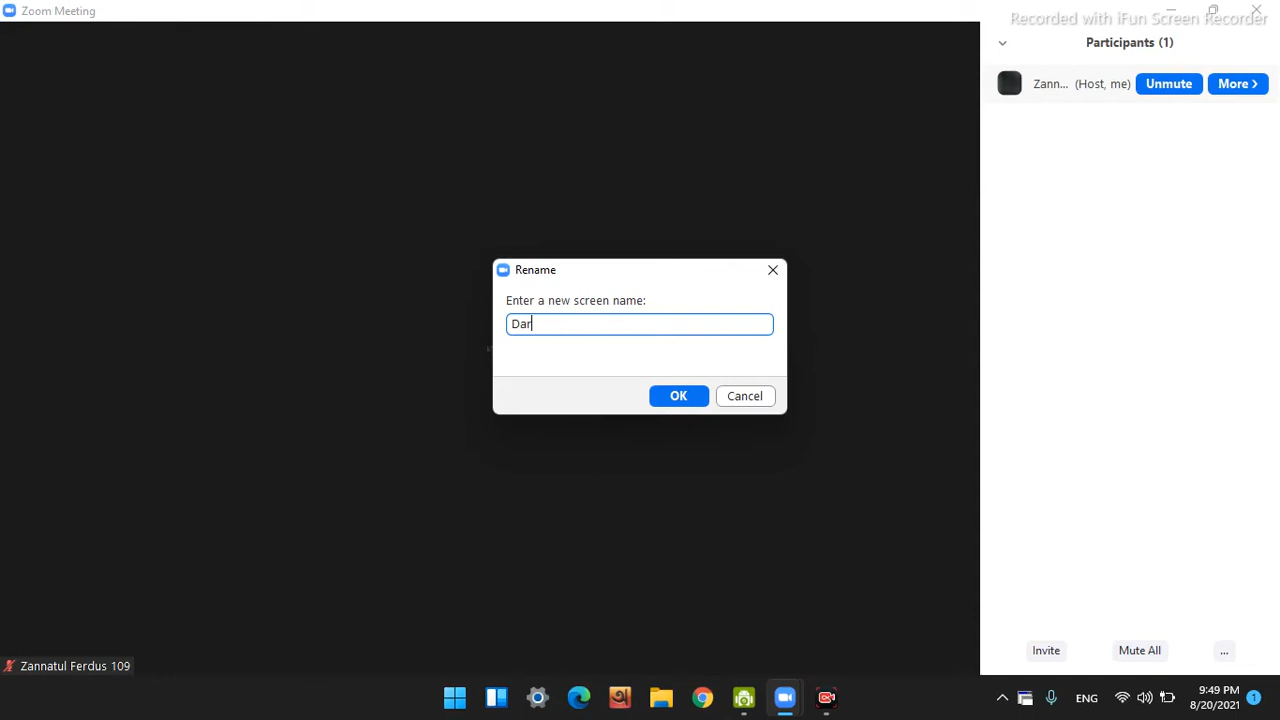 Zoom Meeting
Recorded with iFun Screen Recorder
Participants (1)
Zann... (Host, me) Unmute More
Rename
Enter a new screen name:
Dar
OK Cancel
Zannatul Ferdus 109
Invite Mute All ...
ENG
9:49 PM
8/20/2021
1